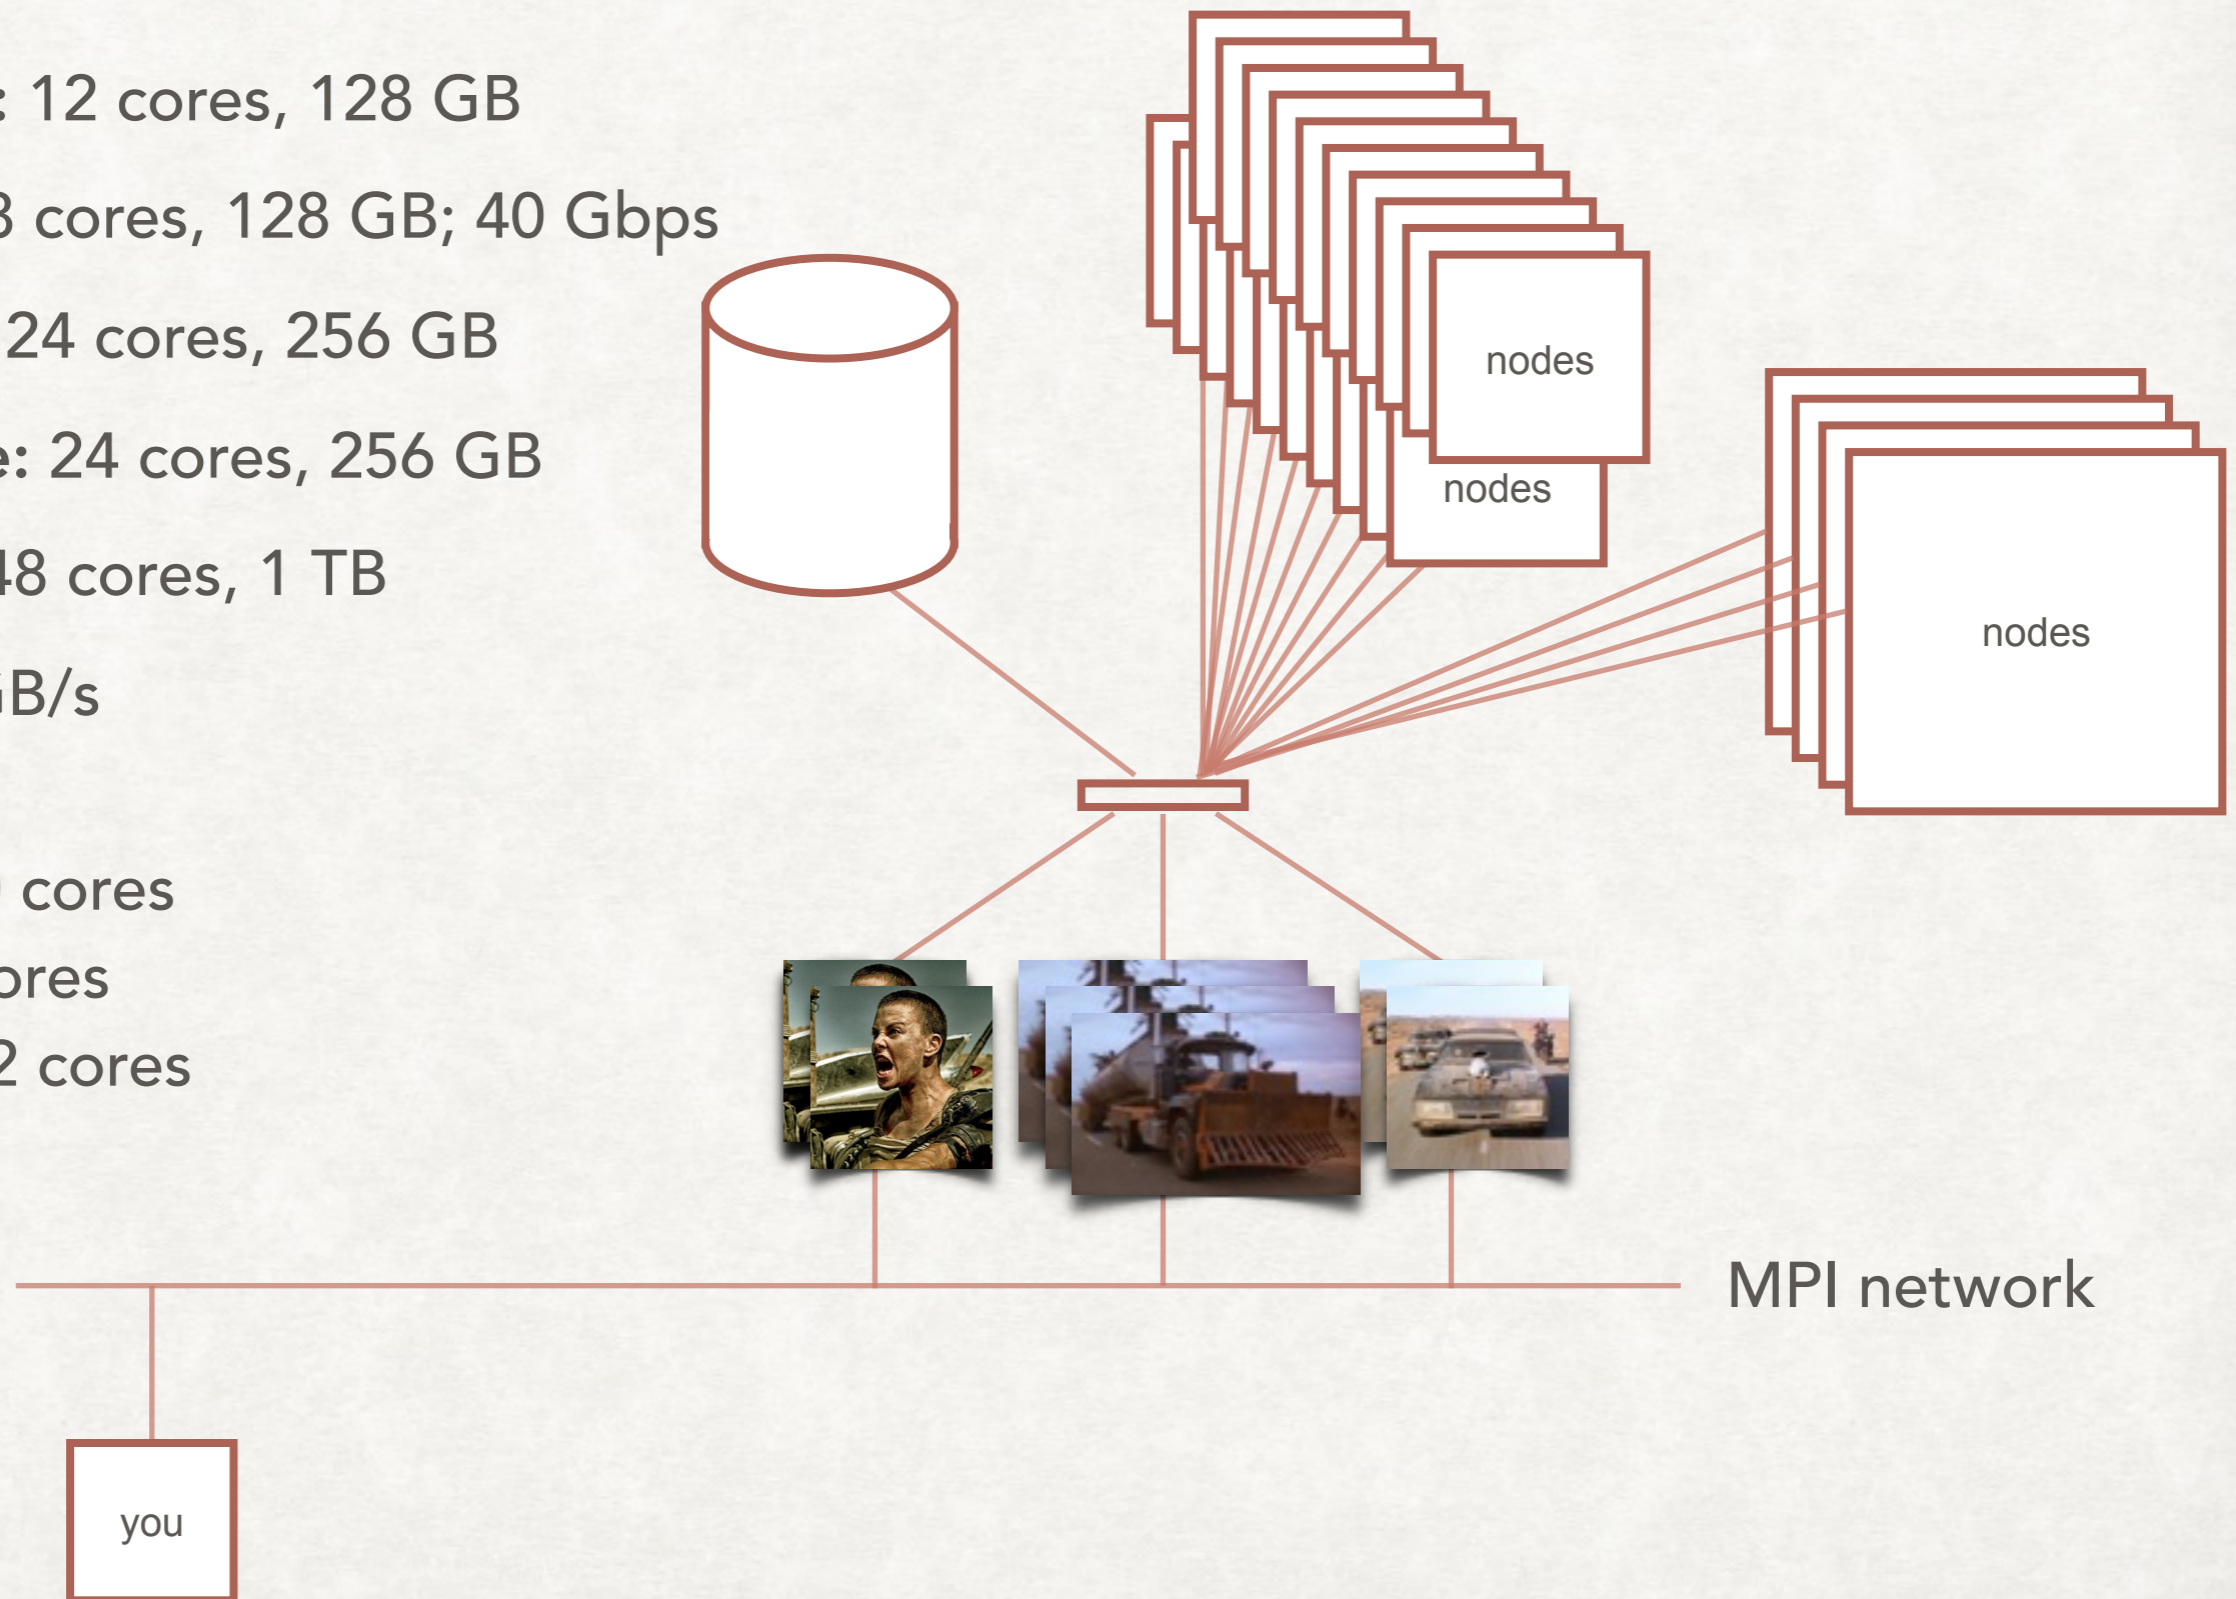 : 12 cores, 128 GB
cores, 128 GB; 40 Gbps
24 cores, 256 GB
e: 24 cores, 256 GB
48 cores, 1 TB
GB/s
cores
ores
2 cores
nodes
nodes
nodes
MPI network
you